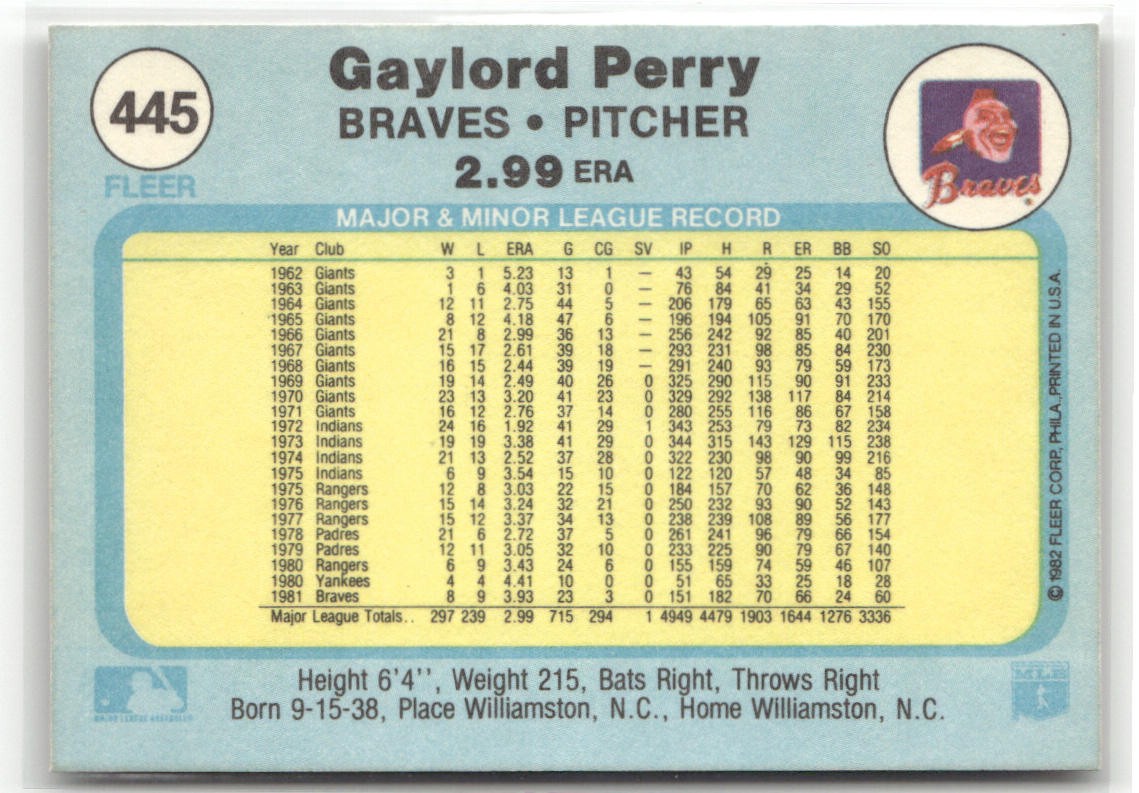 445
FLEER
Gaylord Perry
BRAVES • PITCHER
2.99 ERA
Braves
MAJOR & MINOR LEAGUE RECORD
Year Club W L ERA G CG SV IP H R ER BB SO
1962 Giants 3 1 5.23 13 1 — 43 54 29 25 14 20
1963 Giants 1 6 4.03 31 0 — 76 84 41 34 29 52
1964 Giants 12 11 2.75 44 5 — 206 179 65 63 43 155
1965 Giants 8 12 4.18 47 6 — 196 194 105 91 70 170
1966 Giants 21 8 2.99 36 13 — 256 242 92 85 40 201
1967 Giants 15 17 2.61 39 18 — 293 231 98 85 84 230
1968 Giants 16 15 2.44 39 19 — 291 240 93 79 59 173
1969 Giants 19 14 2.49 40 26 0 325 290 115 90 91 233
1970 Giants 23 13 3.20 41 23 0 329 292 138 117 84 214
1971 Giants 16 12 2.76 37 14 0 280 255 116 86 67 158
1972 Indians 24 16 1.92 41 29 1 343 253 79 73 82 234
1973 Indians 19 19 3.38 41 29 0 344 315 143 129 115 238
1974 Indians 21 13 2.52 37 28 0 322 230 98 90 99 216
1975 Indians 6 9 3.54 15 10 0 122 120 57 48 34 85
1975 Rangers 12 8 3.03 22 15 0 184 157 70 62 36 148
1976 Rangers 15 14 3.24 32 21 0 250 232 93 90 52 143
1977 Rangers 15 12 3.37 34 13 0 238 239 108 89 56 177
1978 Padres 21 6 2.72 37 5 0 261 241 96 79 66 154
1979 Padres 12 11 3.05 32 10 0 233 225 90 79 67 140
1980 Rangers 6 9 3.43 24 6 0 155 159 74 59 46 107
1980 Yankees 4 4 4.41 10 0 0 51 65 33 25 18 28
1981 Braves 8 9 3.93 23 3 0 151 182 70 66 24 60
Major League Totals.. 297 239 2.99 715 294 1 4949 4479 1903 1644 1276 3336
© 1982 FLEER CORP, PHILA., PRINTED IN U.S.A.
Height 6'4'', Weight 215, Bats Right, Throws Right
Born 9-15-38, Place Williamston, N.C., Home Williamston, N.C.
MAJOR LEAGUE BASEBALL
MLB